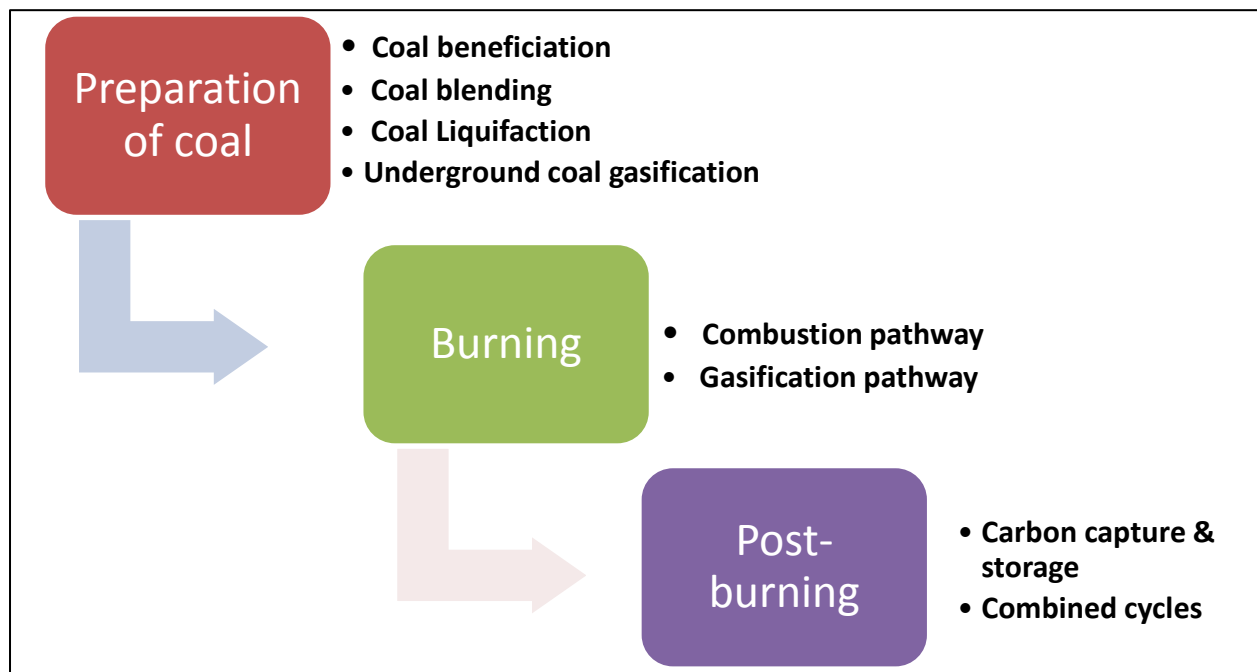 Preparation
of coal
• Coal beneficiation
• Coal blending
• Coal Liquifaction
• Underground coal gasification
Burning
• Combustion pathway
• Gasification pathway
Post-
burning
• Carbon capture &
storage
• Combined cycles